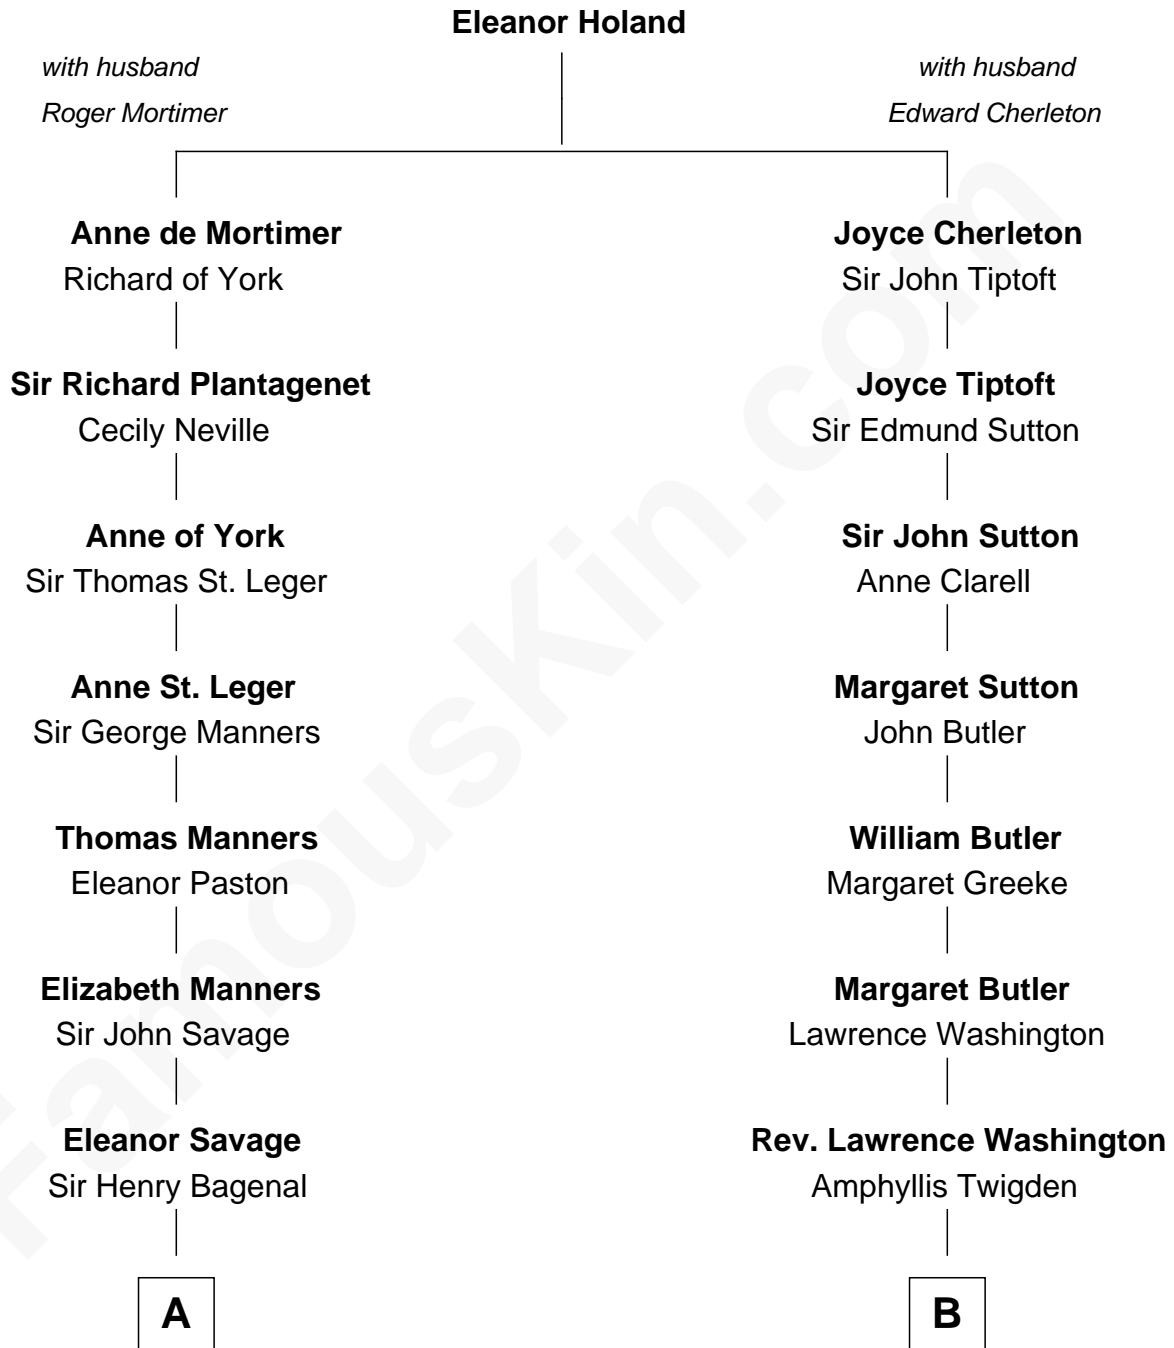 Eleanor Holand
with husband
Roger Mortimer
with husband
Edward Cherleton
Anne de Mortimer
Richard of York
Joyce Cherleton
Sir John Tiptoft
Sir Richard Plantagenet
Cecily Neville
Joyce Tiptoft
Sir Edmund Sutton
Anne of York
Sir Thomas St. Leger
Sir John Sutton
Anne Clarell
Anne St. Leger
Sir George Manners
Margaret Sutton
John Butler
Thomas Manners
Eleanor Paston
William Butler
Margaret Greeke
Elizabeth Manners
Sir John Savage
Margaret Butler
Lawrence Washington
Eleanor Savage
Sir Henry Bagenal
Rev. Lawrence Washington
Amphyllis Twigden
A
B
FamousKin.com